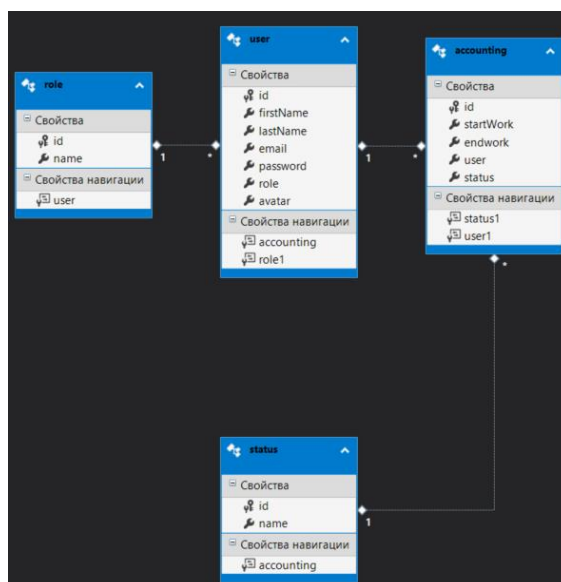 role
Свойства
id
name
Свойства навигации
user
1
*
user
Свойства
id
firstName
lastName
email
password
role
avatar
Свойства навигации
accounting
role1
1
*
accounting
Свойства
id
startWork
endwork
user
status
Свойства навигации
status1
user1
*
status
Свойства
id
name
Свойства навигации
accounting
1